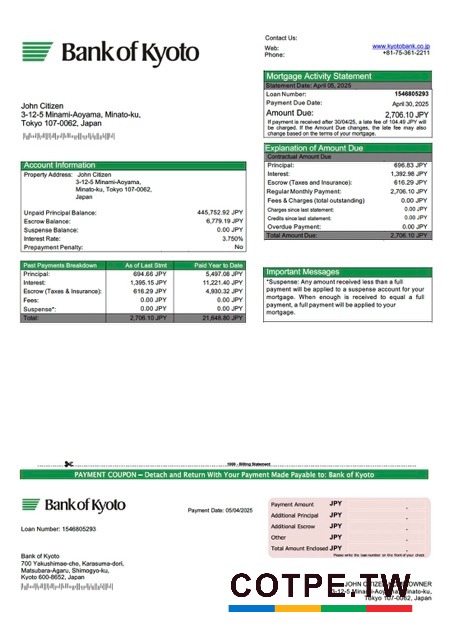 Bank of Kyoto
Contact Us:
Web: www.kyotobank.co.jp
Phone: +81-75-361-2211
Mortgage Activity Statement
Statement Date: April 05, 2025
Loan Number: 1546805293
Payment Due Date: April 30, 2025
Amount Due: 2,706.10 JPY
If payment is received after 30/04/25, a late fee of 104.49 JPY will
be charged. If the Amount Due changes, the late fee may also
change based on the terms of your mortgage.
John Citizen
3-12-5 Minami-Aoyama, Minato-ku,
Tokyo 107-0062, Japan
Explanation of Amount Due
Contractual Amount Due
Principal: 696.83 JPY
Interest: 1,392.98 JPY
Escrow (Taxes and Insurance): 616.29 JPY
Regular Monthly Payment: 2,706.10 JPY
Fees & Charges (total outstanding) 0.00 JPY
Charges since last statement: 0.00 JPY
Credits since last statement: 0.00 JPY
Overdue Payment: 0.00 JPY
Total Amount Due: 2,706.10 JPY
Account Information
Property Address: John Citizen
3-12-5 Minami-Aoyama,
Minato-ku, Tokyo 107-0062,
Japan
Unpaid Principal Balance: 445,752.92 JPY
Escrow Balance: 6,779.19 JPY
Suspense Balance: 0.00 JPY
Interest Rate: 3.750%
Prepayment Penalty: No
Past Payments Breakdown As of Last Stmt Paid Year to Date
Principal: 694.66 JPY 5,497.08 JPY
Interest: 1,395.15 JPY 11,221.40 JPY
Escrow (Taxes & Insurance): 616.29 JPY 4,930.32 JPY
Fees: 0.00 JPY 0.00 JPY
Suspense*: 0.00 JPY 0.00 JPY
Total: 2,706.10 JPY 21,648.80 JPY
Important Messages
*Suspense: Any amount received less than a full
payment will be applied to a suspense account for your
mortgage. When enough is received to equal a full
payment, a full payment will be applied to your
mortgage.
Billing Statement
PAYMENT COUPON – Detach and Return With Your Payment Made Payable to: Bank of Kyoto
Bank of Kyoto
Payment Date: 05/04/2025
Loan Number: 1546805293
Payment Amount JPY
Additional Principal JPY
Additional Escrow JPY
Other JPY
Total Amount Enclosed JPY
Please write the loan number on the front of your check
Bank of Kyoto
700 Yakushimae-cho, Karasuma-dori,
Matsubara-Agaru, Shimogyo-ku,
Kyoto 600-8652, Japan
JOHN CITIZEN OWNER
3-12-5 Minami-Aoyama, Minato-ku,
Tokyo 107-0062, Japan
COTPE.TW